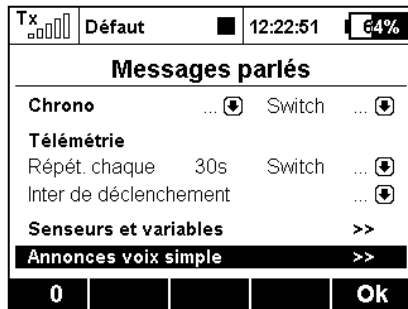 Tx Défaut 12:22:51 64%
Messages parlés
Chrono ... Switch ...
Télémétrie
Répét. chaque 30s Switch ...
Inter de déclenchement ...
Senseurs et variables >>
Annonces voix simple >>
0 Ok